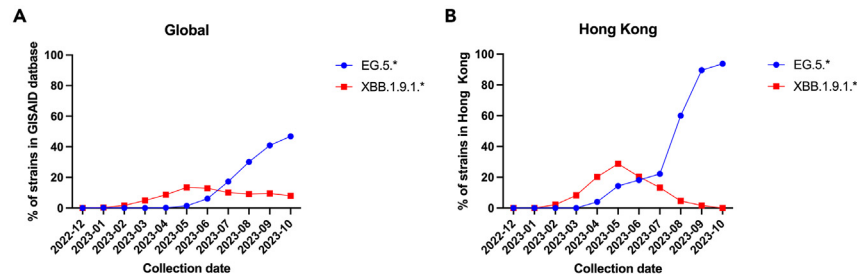 A
Global
% of strains in GISAID datbase
100
80
60
40
20
0
2022-12
2023-01
2023-02
2023-03
2023-04
2023-05
2023-06
2023-07
2023-08
2023-09
2023-10
Collection date
EG.5.*
XBB.1.9.1.*
B
Hong Kong
% of strains in Hong Kong
100
80
60
40
20
0
2022-12
2023-01
2023-02
2023-03
2023-04
2023-05
2023-06
2023-07
2023-08
2023-09
2023-10
Collection date
EG.5.*
XBB.1.9.1.*